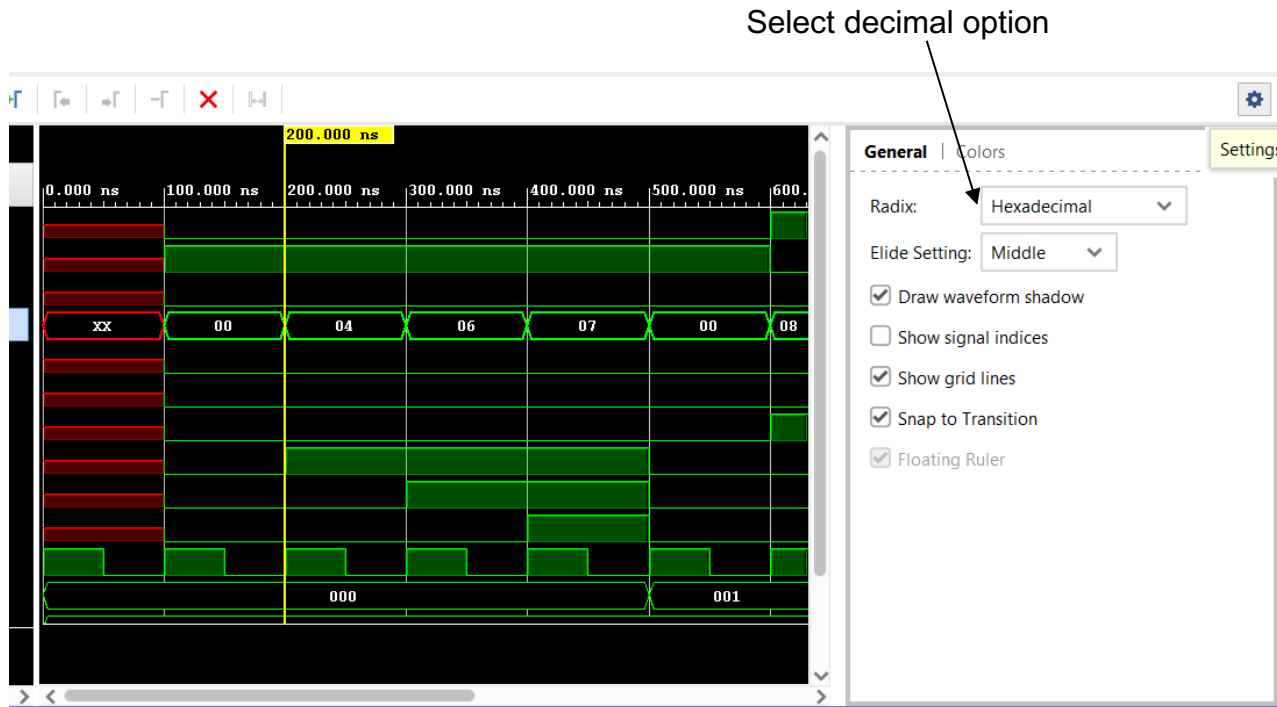 Select decimal option
200.000 ns
0.000 ns 100.000 ns 200.000 ns 300.000 ns 400.000 ns 500.000 ns 600.
XX 00 04 06 07 00 08
000 001
Settings
General | Colors
Radix: Hexadecimal
Elide Setting: Middle
Draw waveform shadow
Show signal indices
Show grid lines
Snap to Transition
Floating Ruler